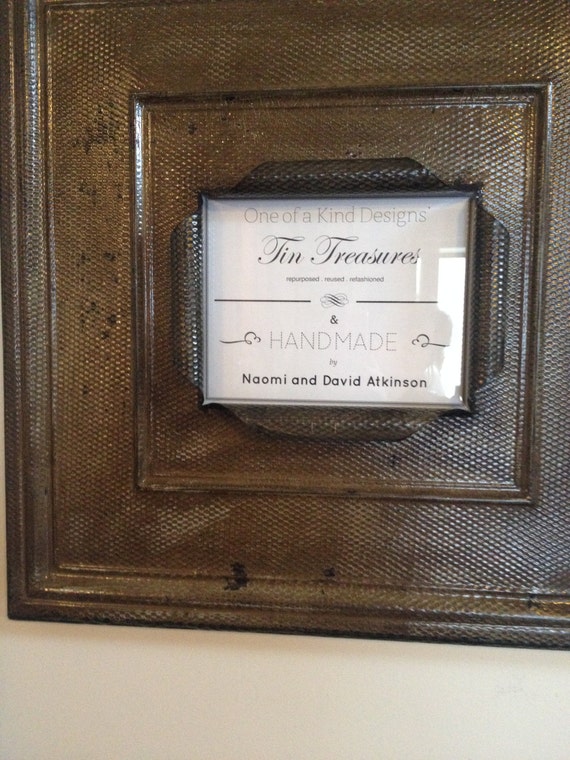 One of a Kind Designs'
Tin Treasures
repurposed . reused . refashioned
&
HANDMADE
by
Naomi and David Atkinson